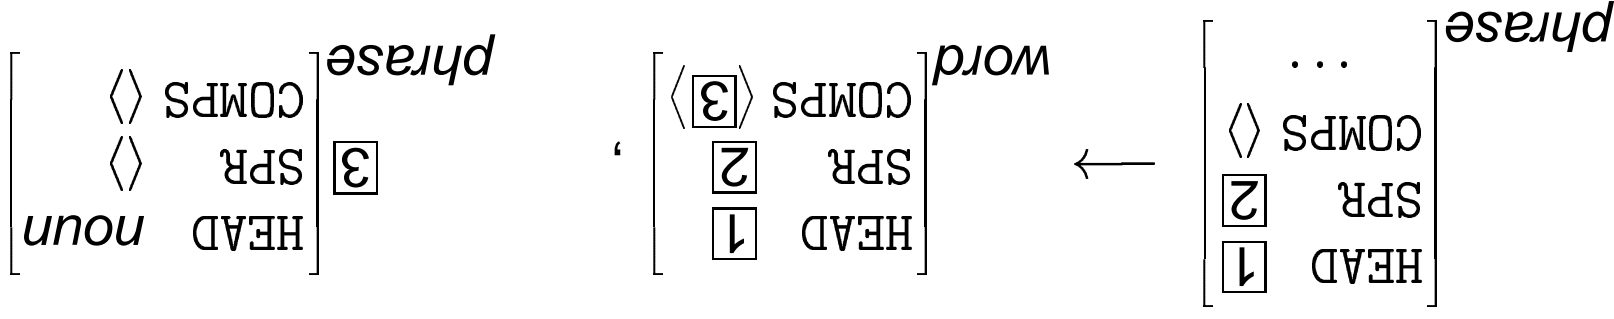 phrase
HEAD 1
SPR 2
COMPS ⟨⟩
...
→
word
HEAD 1
SPR 2
COMPS ⟨3⟩
,
3
phrase
HEAD noun
SPR ⟨⟩
COMPS ⟨⟩